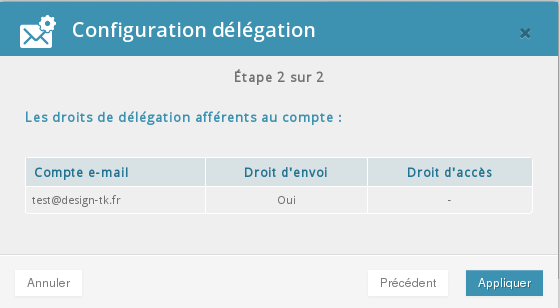 Configuration délégation
×
Étape 2 sur 2
Les droits de délégation afférents au compte :
Compte e-mail Droit d'envoi Droit d'accès
test@design-tk.fr Oui -
Annuler Précédent Appliquer